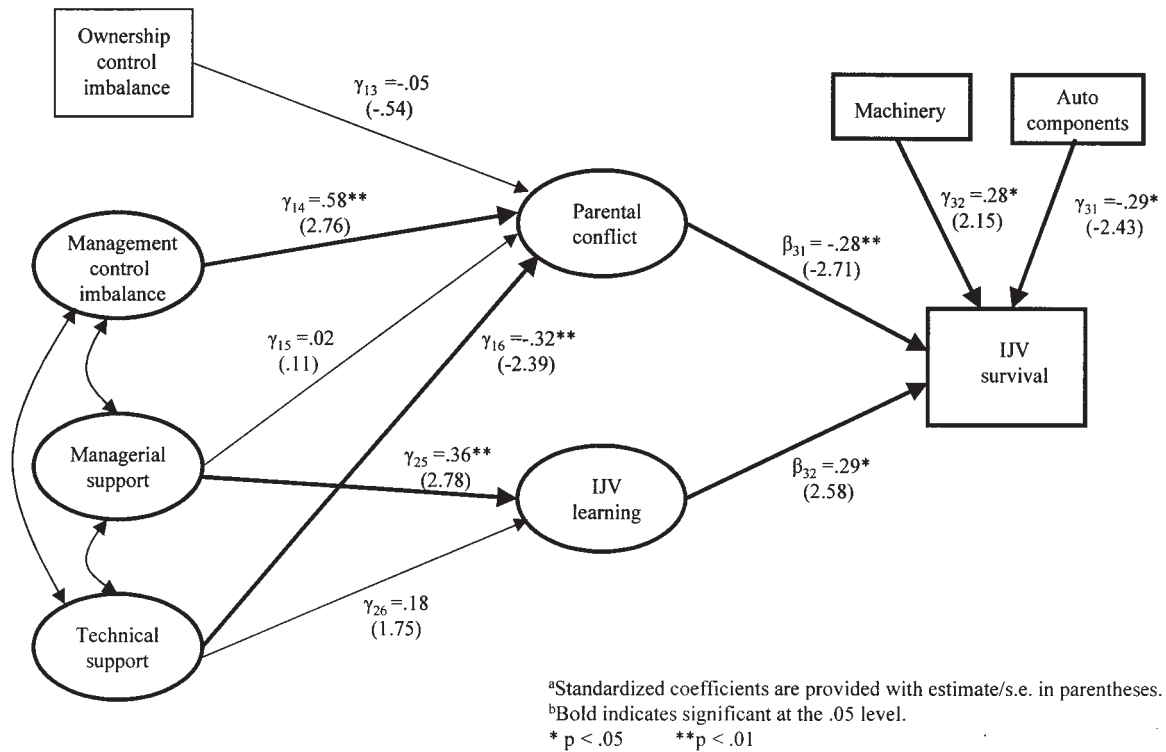 Ownership
control
imbalance
γ13 =-.05
(-.54)
Machinery
Auto
components
γ14 =.58**
(2.76)
Parental
conflict
γ32 =.28*
(2.15)
γ31 =-.29*
(-2.43)
Management
control
imbalance
β31 = -.28**
(-2.71)
γ15 =.02
(.11)
γ16 =-.32**
(-2.39)
IJV
survival
Managerial
support
γ25 =.36**
(2.78)
IJV
learning
β32 =.29*
(2.58)
γ26 =.18
(1.75)
Technical
support
aStandardized coefficients are provided with estimate/s.e. in parentheses.
bBold indicates significant at the .05 level.
* p < .05 **p < .01